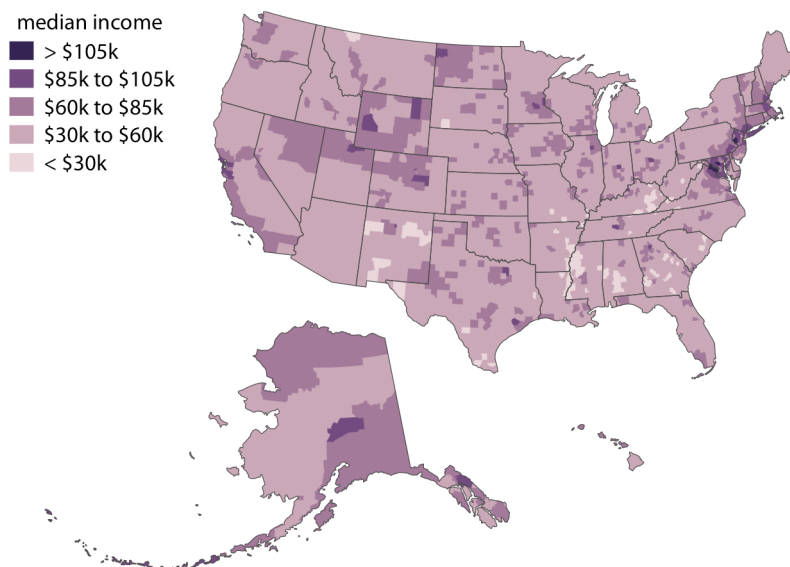 median income
> $105k
$85k to $105k
$60k to $85k
$30k to $60k
< $30k